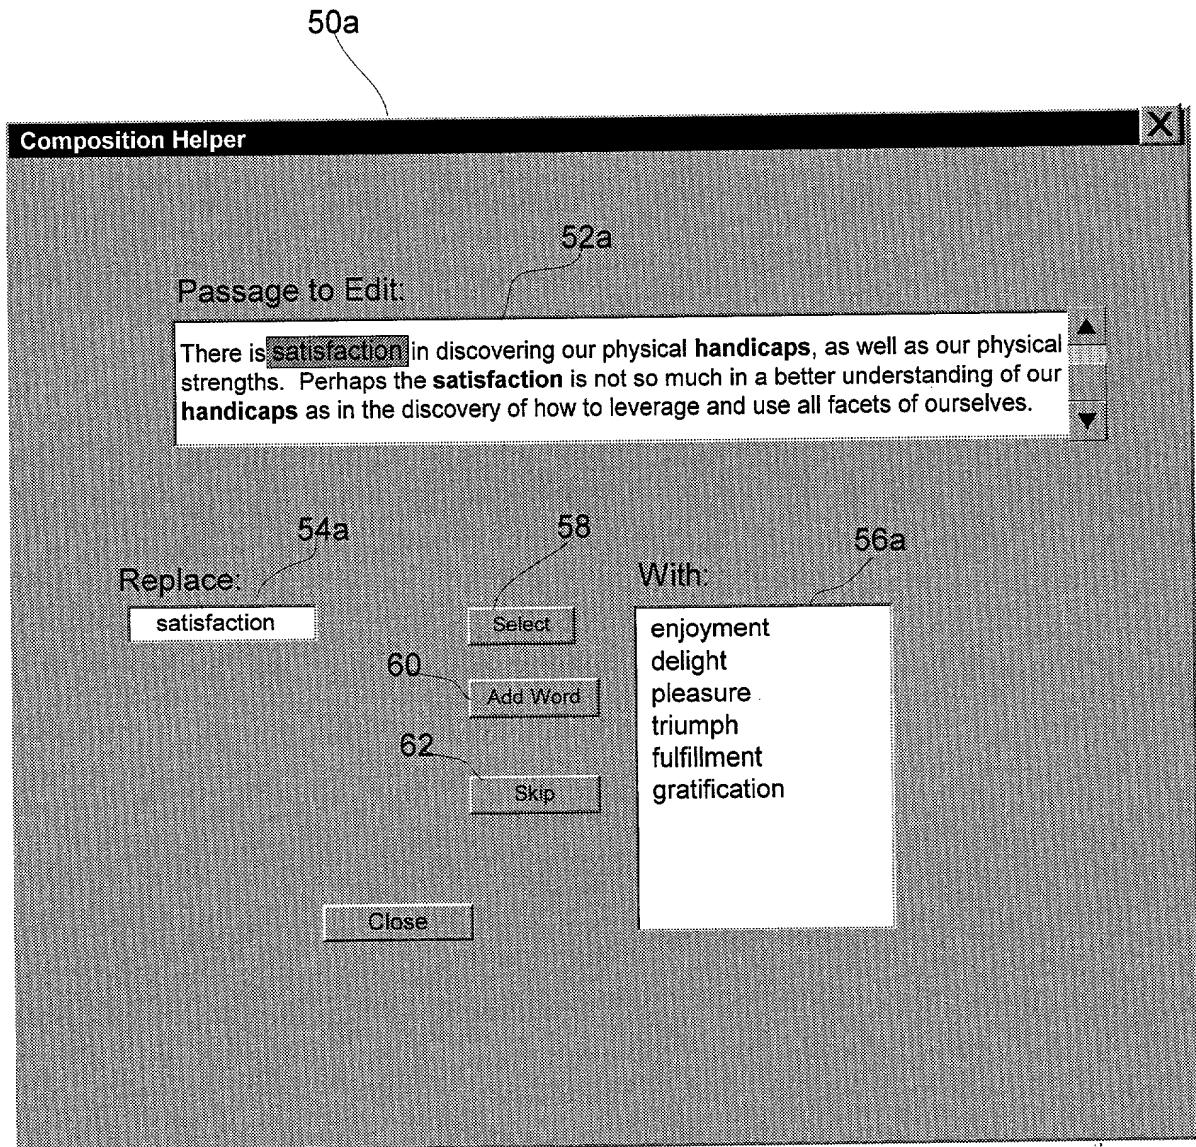 50a
Composition Helper
X
52a
Passage to Edit:
There is satisfaction in discovering our physical handicaps, as well as our physical
strengths.  Perhaps the satisfaction is not so much in a better understanding of our
handicaps as in the discovery of how to leverage and use all facets of ourselves.
54a
58
56a
Replace:
With:
satisfaction
Select
enjoyment
delight
60
Add Word
pleasure
triumph
62
fulfillment
Skip
gratification
Close